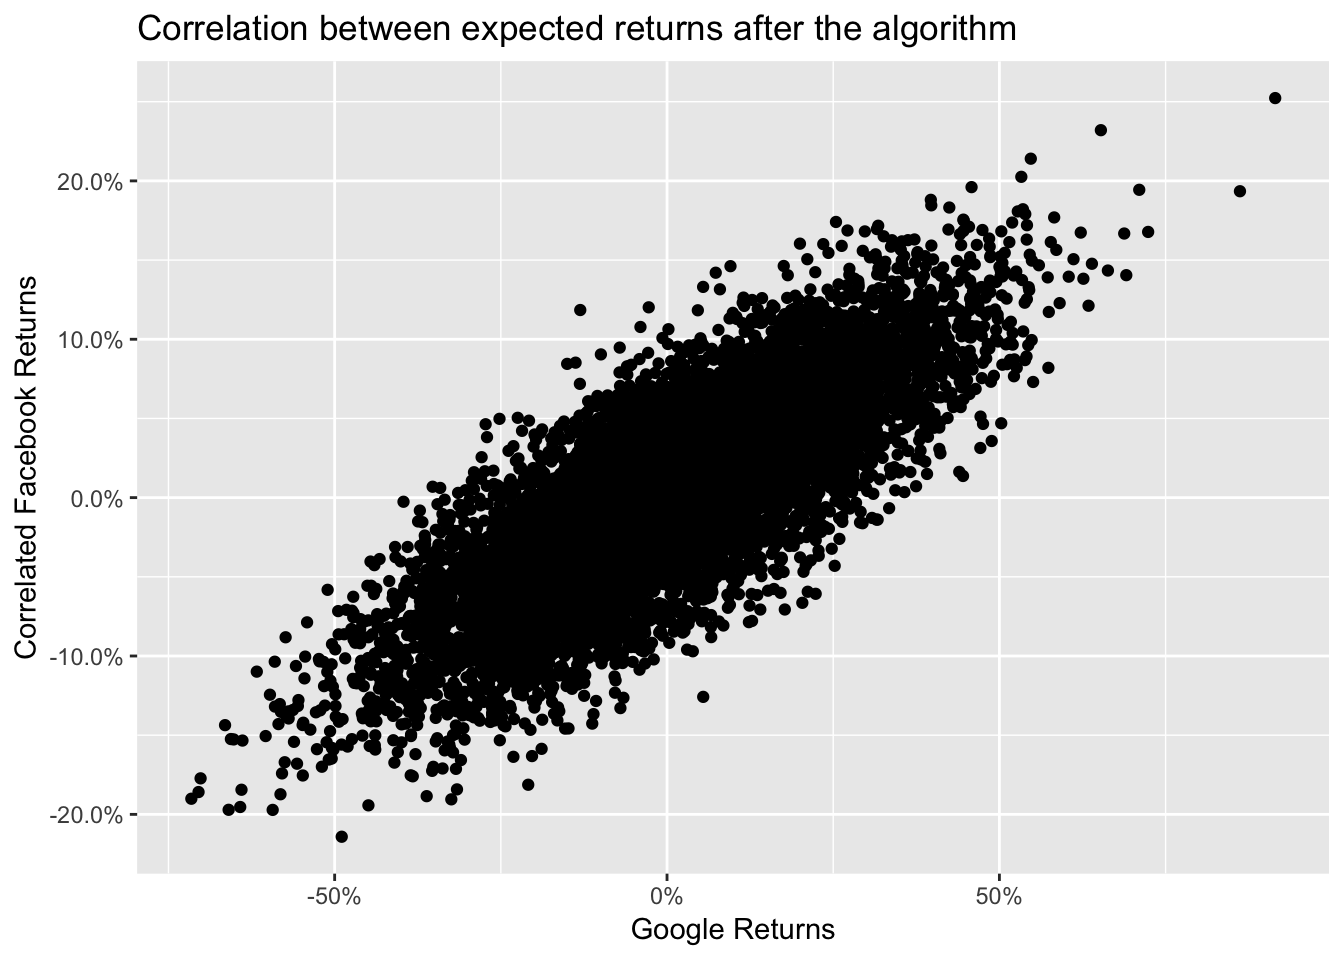 Correlation between expected returns after the algorithm
Correlated Facebook Returns
20.0%
10.0%
0.0%
-10.0%
-20.0%
-50%
0%
50%
Google Returns